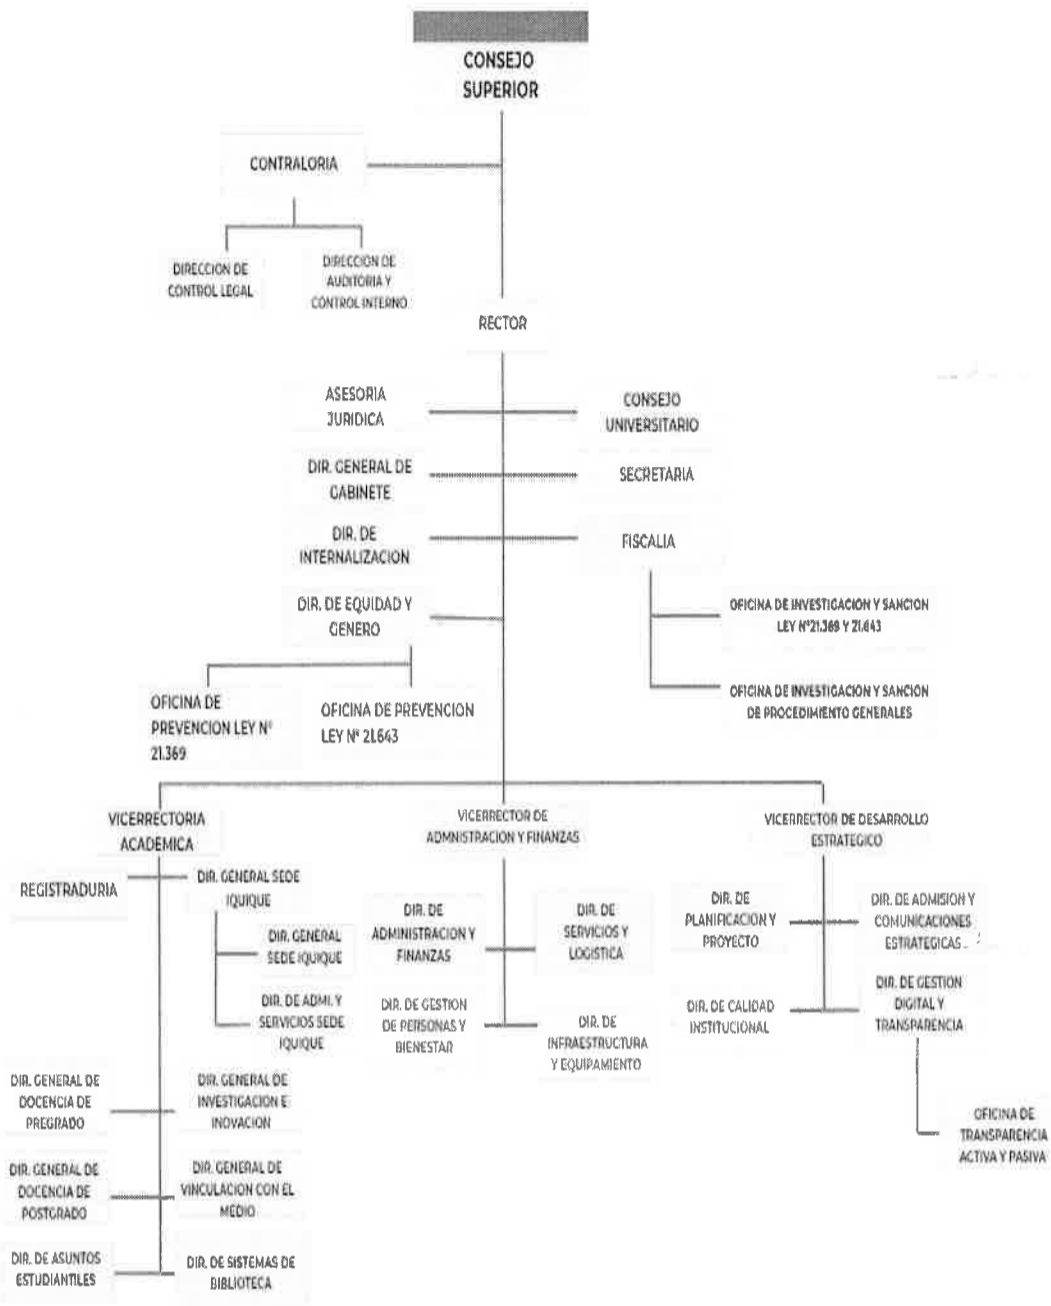 CONSEJO
SUPERIOR
CONTRALORIA
DIRECCION DE
CONTROL LEGAL
DIRECCION DE
AUDITORIA Y
CONTROL INTERNO
RECTOR
ASESORIA
JURIDICA
CONSEJO
UNIVERSITARIO
DIR. GENERAL DE
GABINETE
SECRETARIA
DIR. DE
INTERNALIZACION
FISCALIA
DIR. DE EQUIDAD Y
GENERO
OFICINA DE INVESTIGACION Y SANCION
LEY N°21.369 Y 21.643
OFICINA DE INVESTIGACION Y SANCION
DE PROCEDIMIENTO GENERALES
OFICINA DE
PREVENCION LEY N°
21.369
OFICINA DE PREVENCION
LEY N° 21.643
VICERRECTORIA
ACADEMICA
VICERRECTOR DE
ADMNISTRACION Y FINANZAS
VICERRECTOR DE DESARROLLO
ESTRATEGICO
REGISTRADURIA
DIR. GENERAL SEDE
IQUIQUE
DIR. GENERAL
SEDE IQUIQUE
DIR. DE ADMI. Y
SERVICIOS SEDE
IQUIQUE
DIR. DE
ADMINISTRACION Y
FINANZAS
DIR. DE
SERVICIOS Y
LOGISTICA
DIR. DE GESTION
DE PERSONAS Y
BIENESTAR
DIR. DE
INFRAESTRUCTURA
Y EQUIPAMIENTO
DIR. DE
PLANIFICACION Y
PROYECTO
DIR. DE ADMISION Y
COMUNICACIONES
ESTRATEGICAS
DIR. DE CALIDAD
INSTITUCIONAL
DIR. DE GESTION
DIGITAL Y
TRANSPARENCIA
OFICINA DE
TRANSPARENCIA
ACTIVA Y PASIVA
DIR. GENERAL DE
DOCENCIA DE
PREGRADO
DIR. GENERAL DE
INVESTIGACION E
INOVACION
DIR. GENERAL DE
DOCENCIA DE
POSTGRADO
DIR. GENERAL DE
VINCULACION CON EL
MEDIO
DIR. DE ASUNTOS
ESTUDIANTILES
DIR. DE SISTEMAS DE
BIBLIOTECA